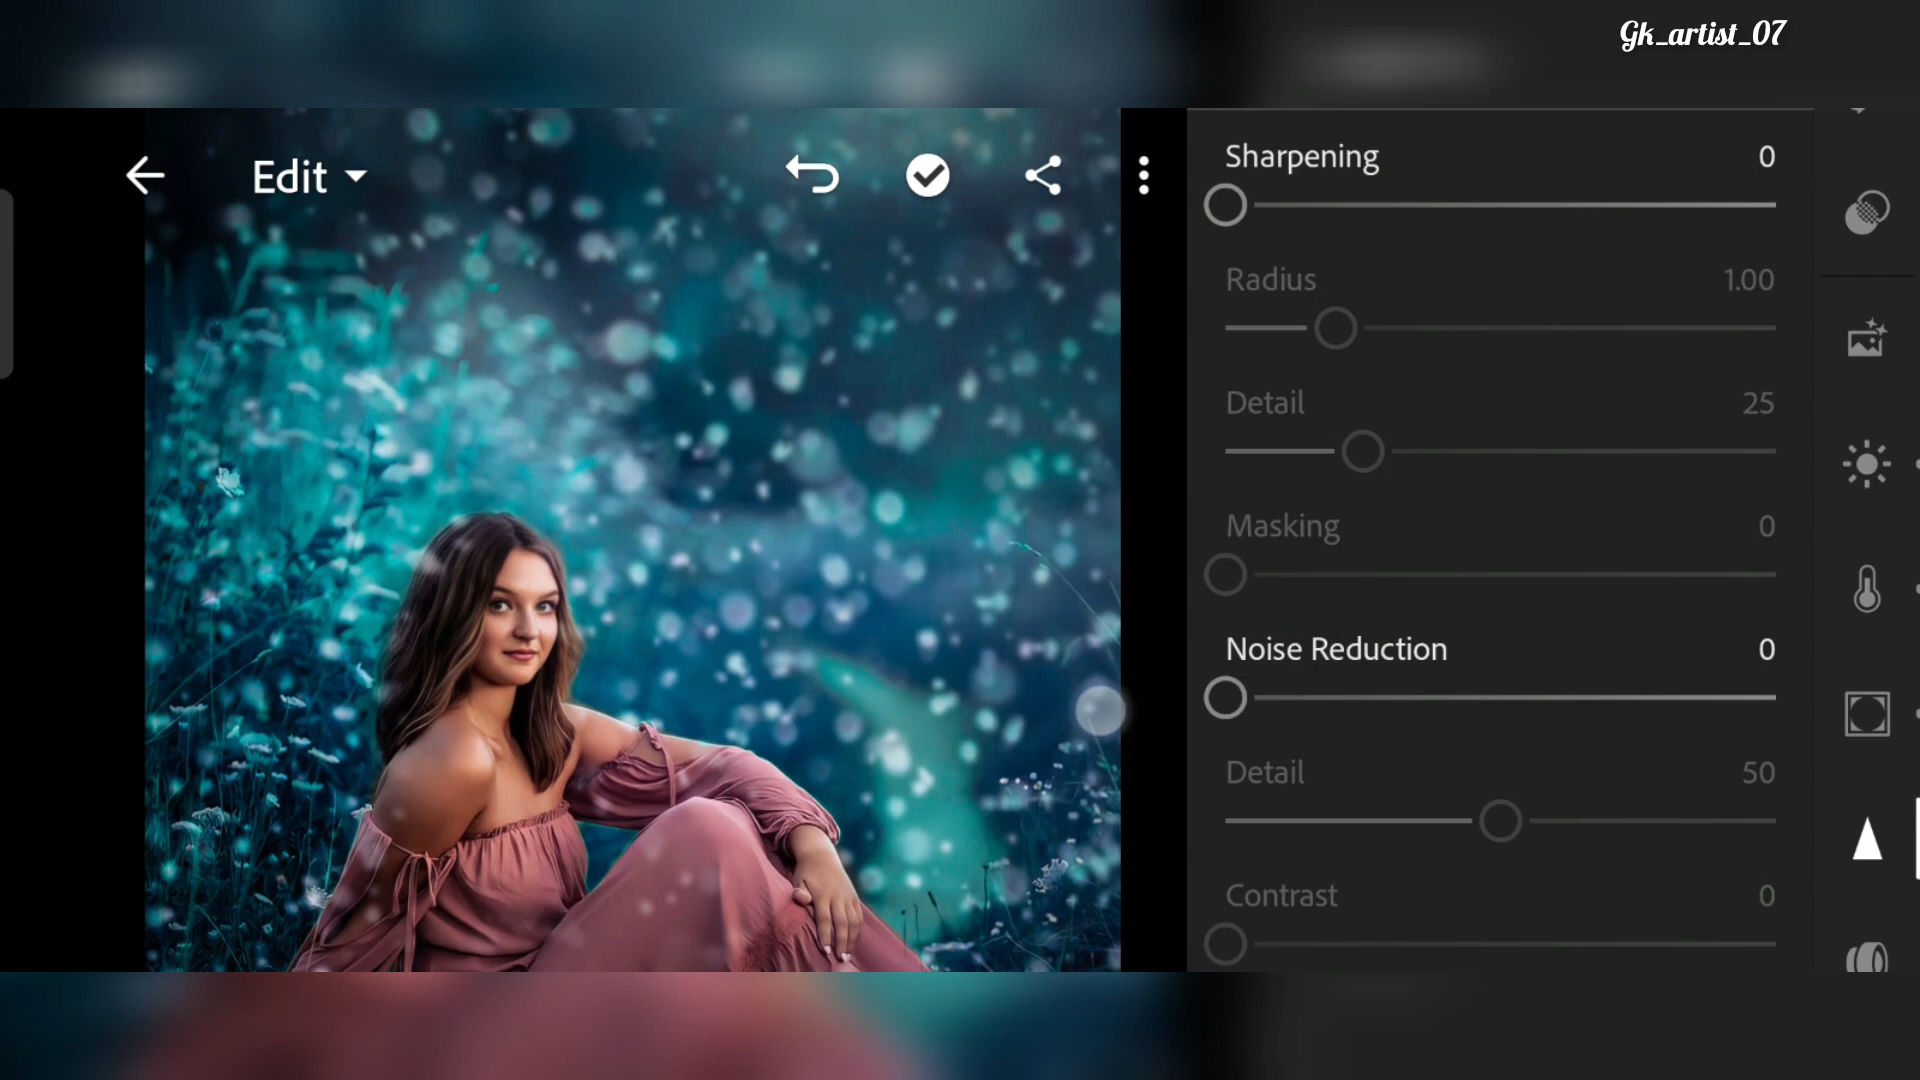 Gk_artist_07
Edit
Sharpening 0
Radius 1.00
Detail 25
Masking 0
Noise Reduction 0
Detail 50
Contrast 0